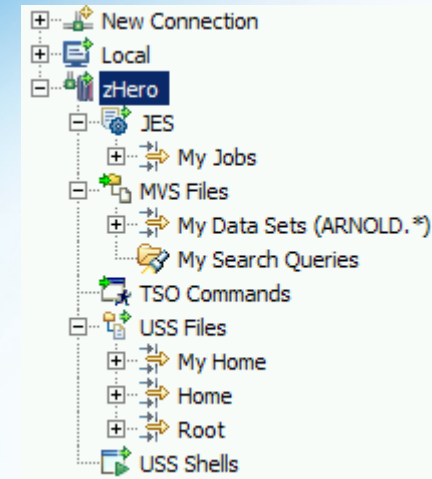 New Connection
Local
zHero
JES
My Jobs
MVS Files
My Data Sets (ARNOLD.*)
My Search Queries
TSO Commands
USS Files
My Home
Home
Root
USS Shells